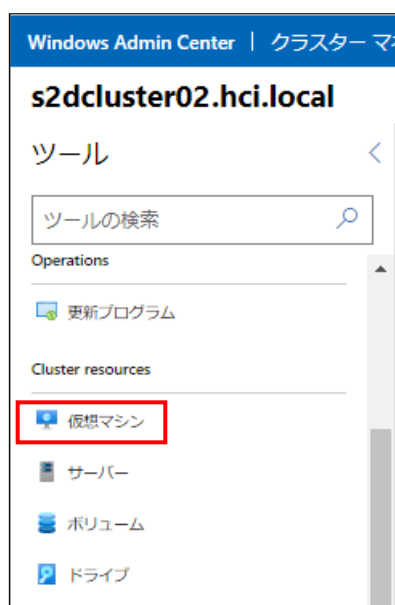 Windows Admin Center | クラスター マ
s2dcluster02.hci.local
ツール
ツールの検索
Operations
更新プログラム
Cluster resources
仮想マシン
サーバー
ボリューム
ドライブ